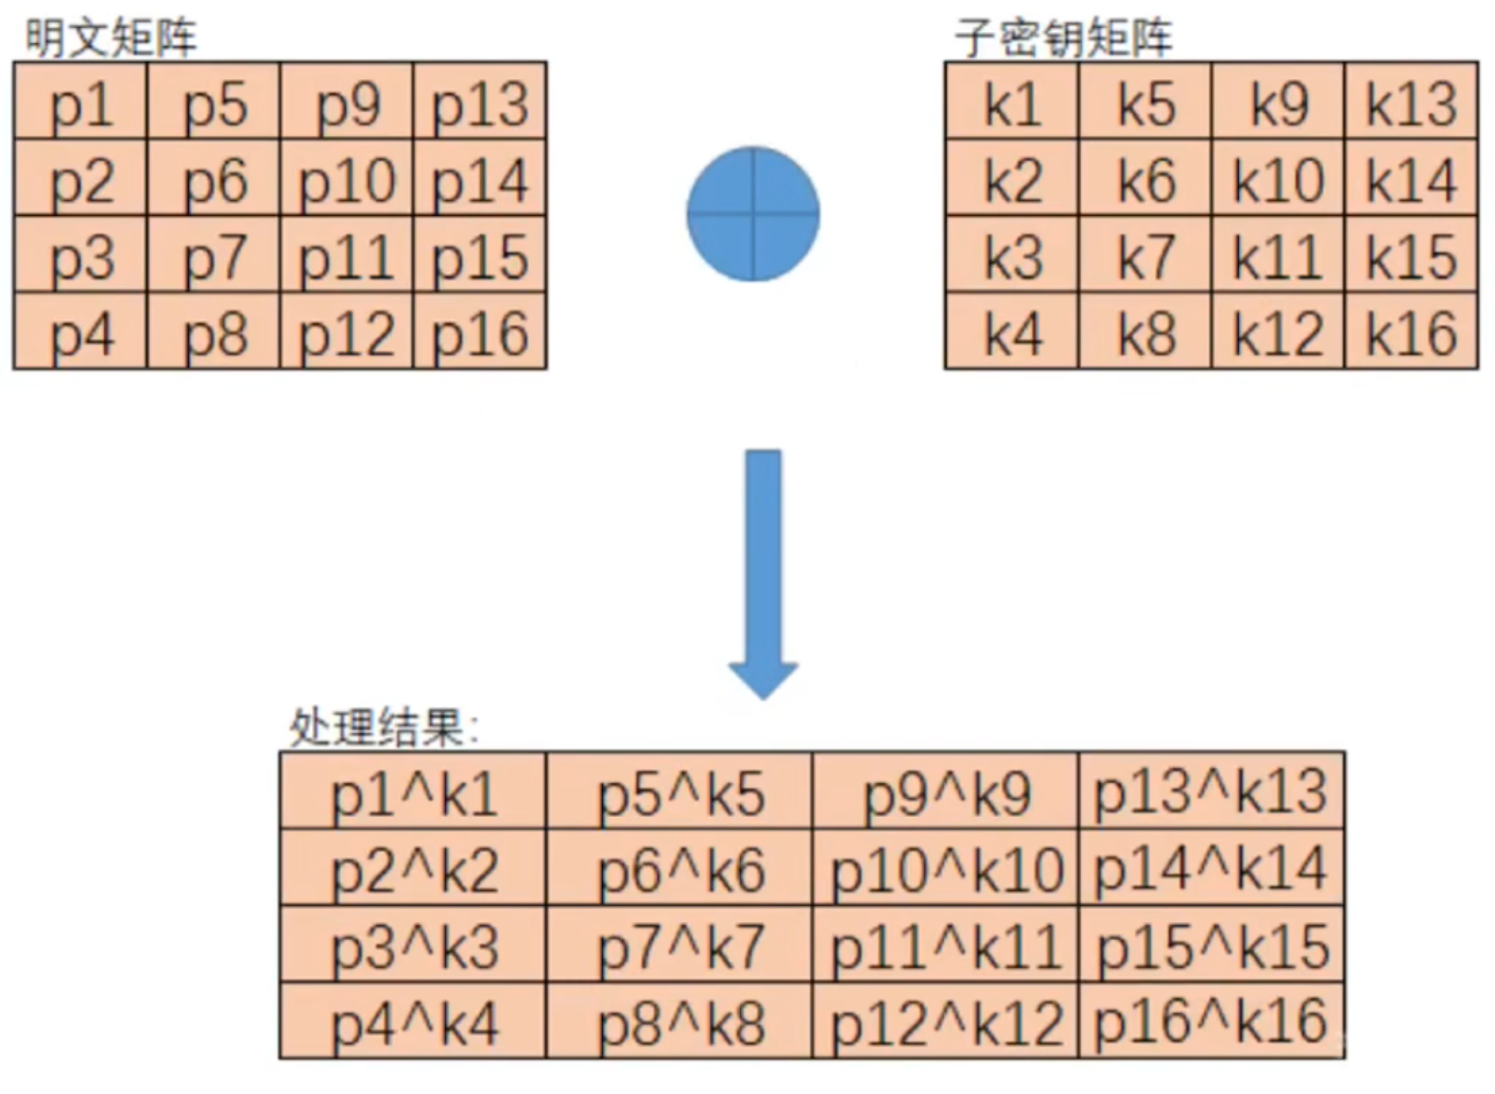 明文矩阵
p1 p5 p9 p13
p2 p6 p10 p14
p3 p7 p11 p15
p4 p8 p12 p16
子密钥矩阵
k1 k5 k9 k13
k2 k6 k10 k14
k3 k7 k11 k15
k4 k8 k12 k16
处理结果:
p1^k1 p5^k5 p9^k9 p13^k13
p2^k2 p6^k6 p10^k10 p14^k14
p3^k3 p7^k7 p11^k11 p15^k15
p4^k4 p8^k8 p12^k12 p16^k16